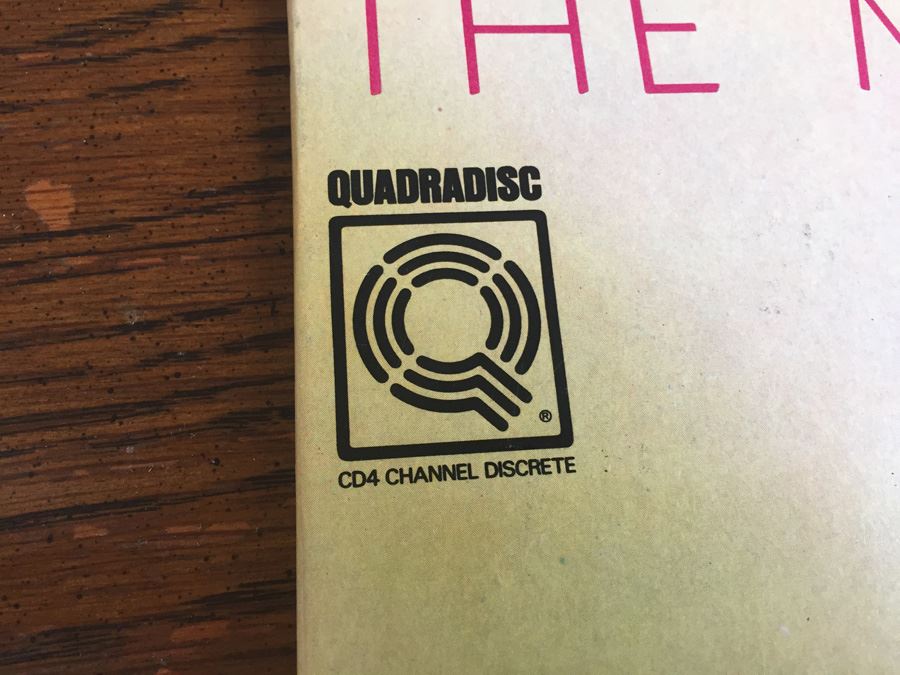 THE
QUADRADISC
®
CD4 CHANNEL DISCRETE